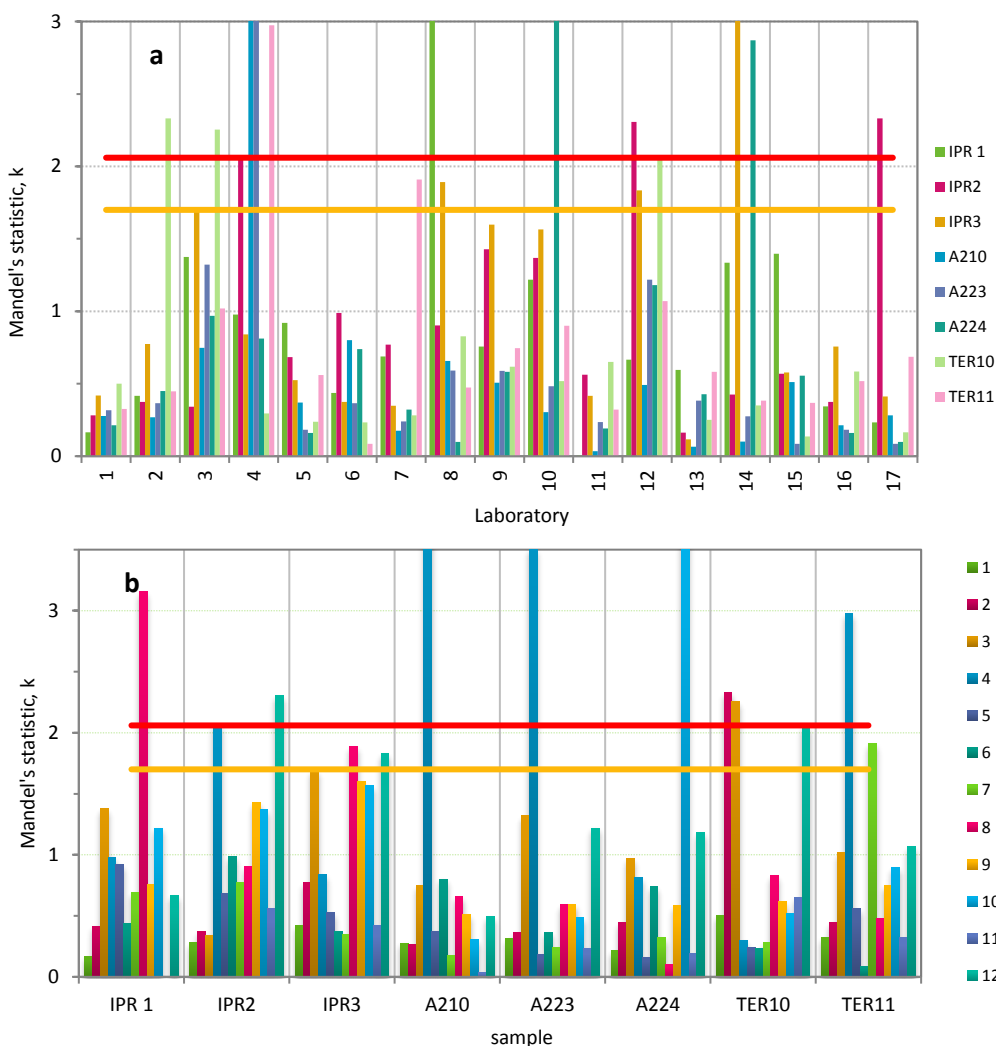 a
3
2
1
0
Mandel's statistic, k
1 2 3 4 5 6 7 8 9 10 11 12 13 14 15 16 17
Laboratory
IPR 1
IPR2
IPR3
A210
A223
A224
TER10
TER11
b
3
2
1
0
Mandel's statistic, k
IPR 1 IPR2 IPR3 A210 A223 A224 TER10 TER11
sample
1
2
3
4
5
6
7
8
9
10
11
12